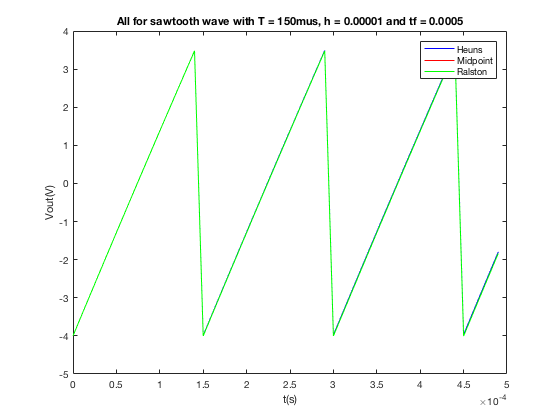 All for sawtooth wave with T = 150mus, h = 0.00001 and tf = 0.0005
Heuns
Midpoint
Ralston
Vout(V)
4
3
2
1
0
-1
-2
-3
-4
-5
0 0.5 1 1.5 2 2.5 3 3.5 4 4.5 5
×10⁻⁴
t(s)